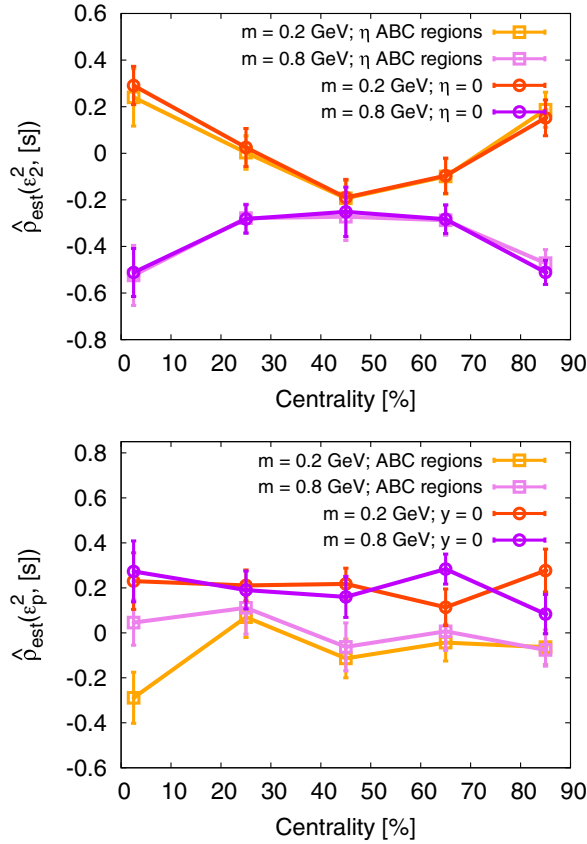 m = 0.2 GeV; η ABC regions
m = 0.8 GeV; η ABC regions
m = 0.2 GeV; η = 0
m = 0.8 GeV; η = 0
0.6
0.4
0.2
0
-0.2
-0.4
-0.6
-0.8
ρ̂est(ε₂², [s])
0 10 20 30 40 50 60 70 80 90
Centrality [%]
m = 0.2 GeV; ABC regions
m = 0.8 GeV; ABC regions
m = 0.2 GeV; y = 0
m = 0.8 GeV; y = 0
0.8
0.6
0.4
0.2
0
-0.2
-0.4
-0.6
ρ̂est(εp², [s])
0 10 20 30 40 50 60 70 80 90
Centrality [%]